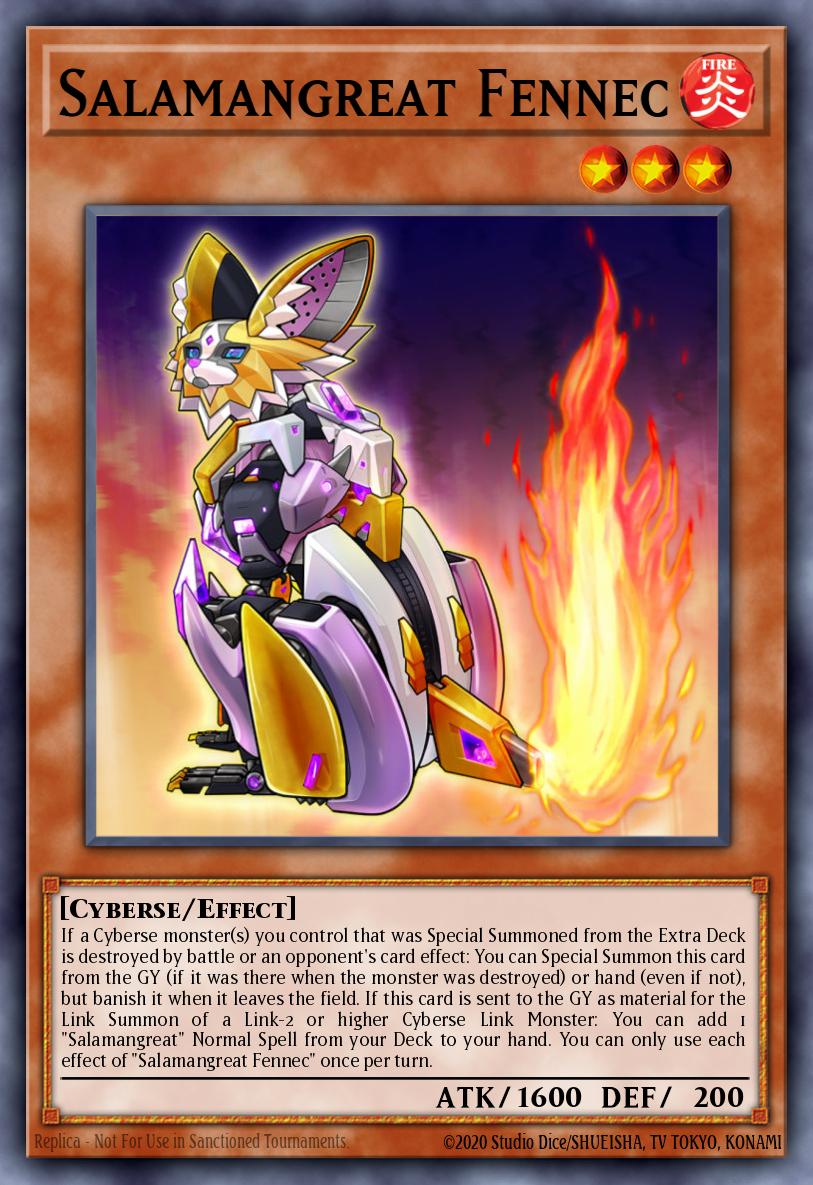 Salamangreat Fennec
FIRE
炎
[Cyberse/Effect]
If a Cyberse monster(s) you control that was Special Summoned from the Extra Deck
is destroyed by battle or an opponent's card effect: You can Special Summon this card
from the GY (if it was there when the monster was destroyed) or hand (even if not),
but banish it when it leaves the field. If this card is sent to the GY as material for the
Link Summon of a Link-2 or higher Cyberse Link Monster: You can add 1
"Salamangreat" Normal Spell from your Deck to your hand. You can only use each
effect of "Salamangreat Fennec" once per turn.
ATK/1600 DEF/ 200
Replica - Not For Use in Sanctioned Tournaments. ©2020 Studio Dice/SHUEISHA, TV TOKYO, KONAMI